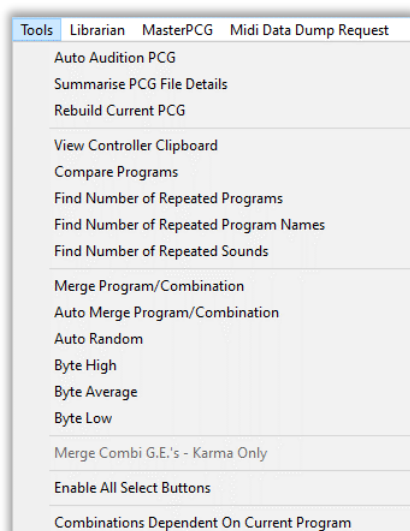 Tools Librarian MasterPCG Midi Data Dump Request
Auto Audition PCG
Summarise PCG File Details
Rebuild Current PCG
View Controller Clipboard
Compare Programs
Find Number of Repeated Programs
Find Number of Repeated Program Names
Find Number of Repeated Sounds
Merge Program/Combination
Auto Merge Program/Combination
Auto Random
Byte High
Byte Average
Byte Low
Merge Combi G.E.'s - Karma Only
Enable All Select Buttons
Combinations Dependent On Current Program